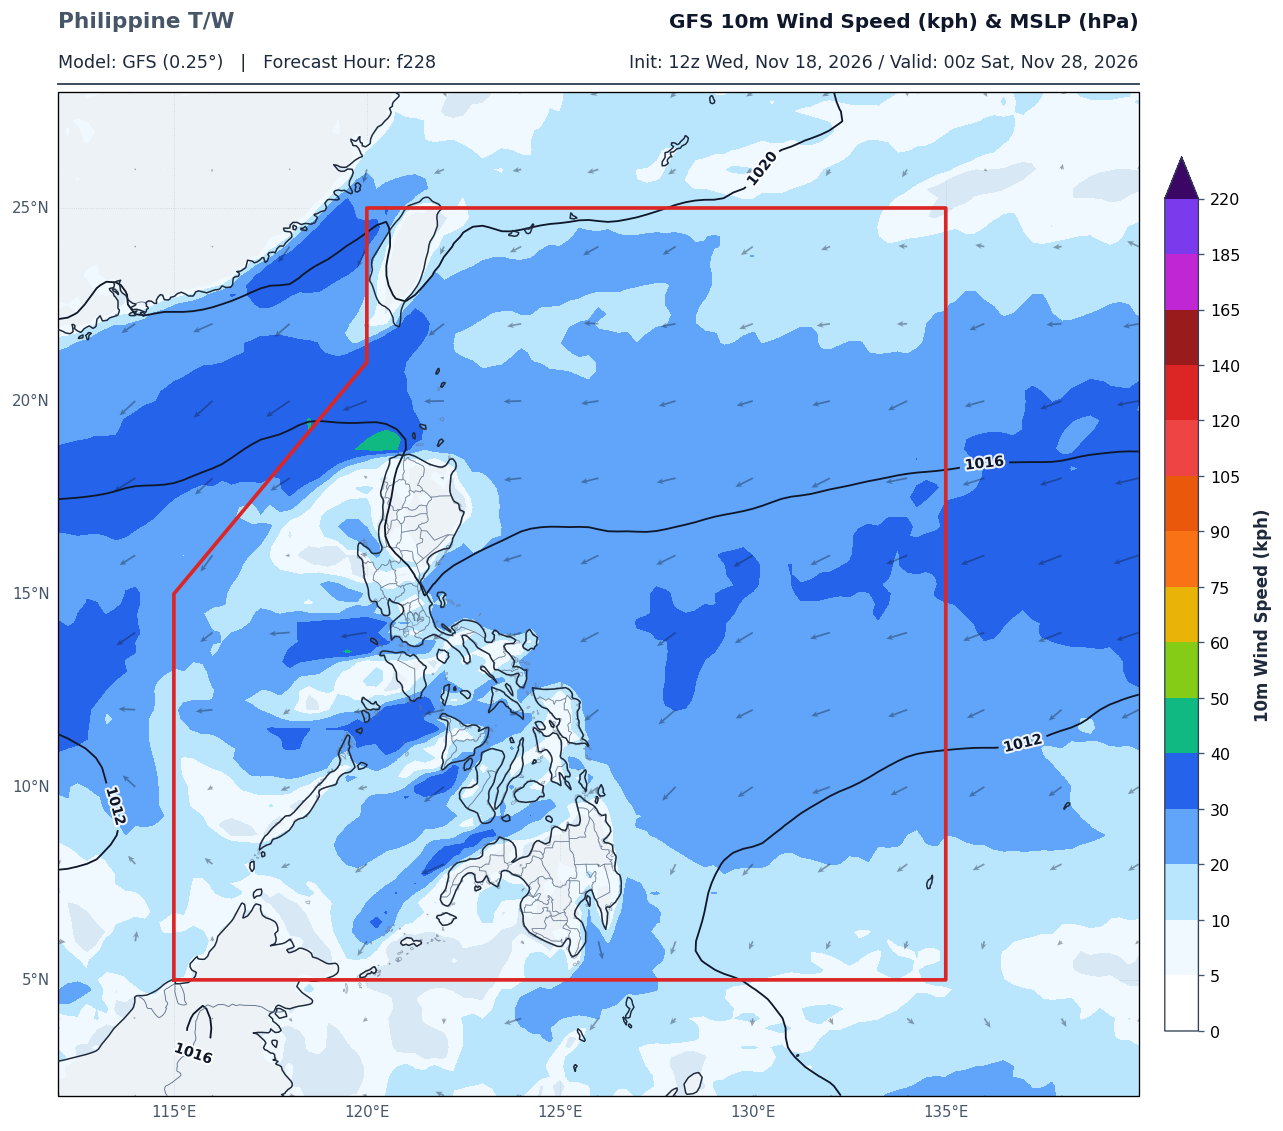 Philippine T/W
GFS 10m Wind Speed (kph) & MSLP (hPa)
Model: GFS (0.25°)   |   Forecast Hour: f228
Init: 12z Wed, Nov 18, 2026 / Valid: 00z Sat, Nov 28, 2026
25°N
20°N
15°N
10°N
5°N
115°E
120°E
125°E
130°E
135°E
1020
1016
1012
1012
1016
220
185
165
140
120
105
90
75
60
50
40
30
20
10
5
0
10m Wind Speed (kph)